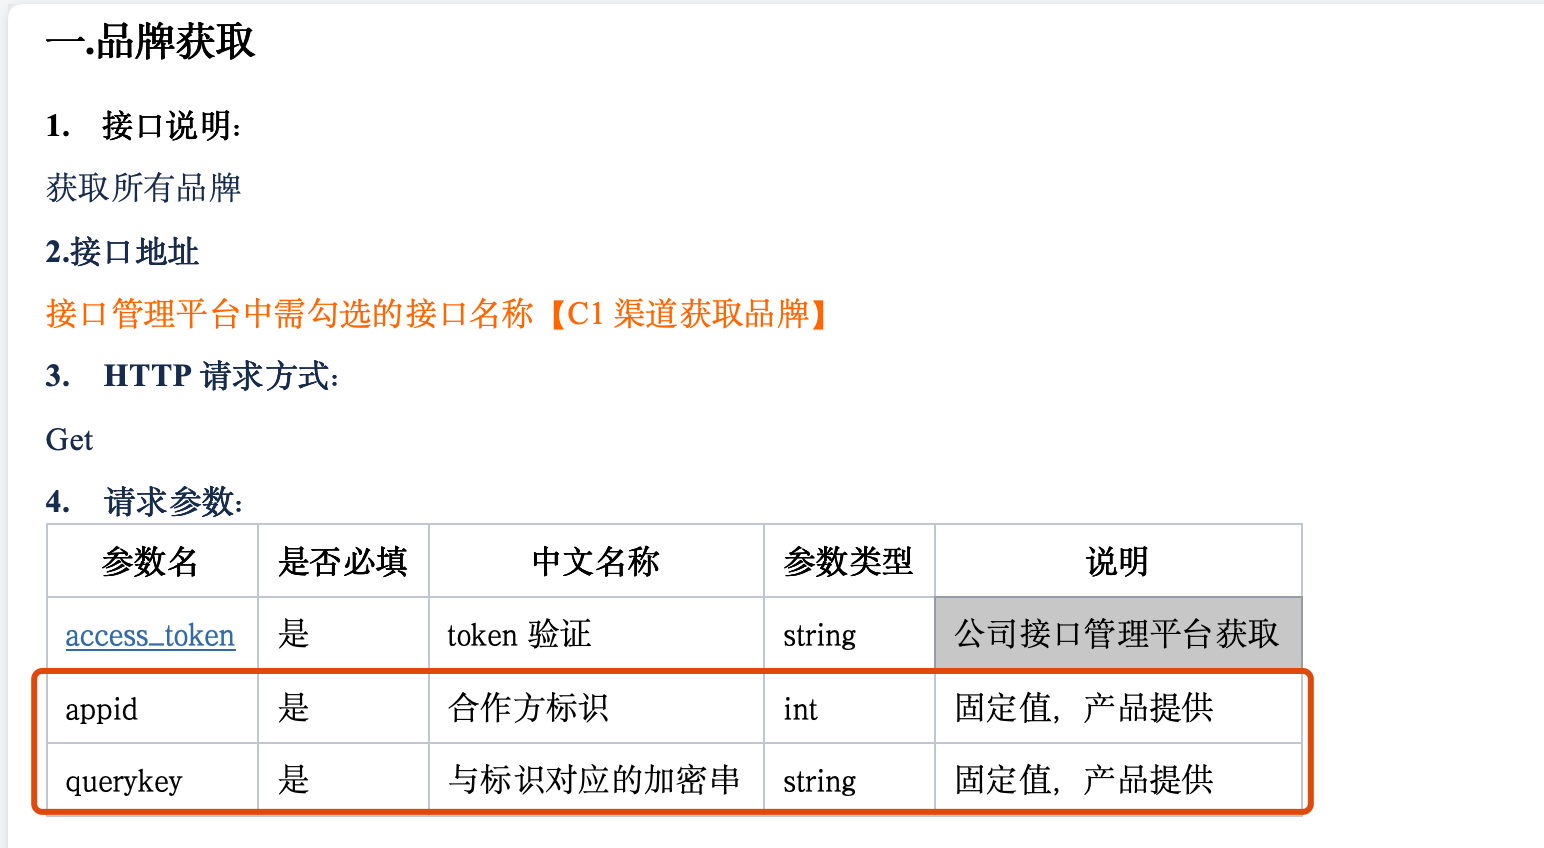 一.品牌获取
1. 接口说明：
获取所有品牌
2.接口地址
接口管理平台中需勾选的接口名称【C1 渠道获取品牌】
3. HTTP 请求方式：
Get
4. 请求参数：
参数名 是否必填 中文名称 参数类型 说明
access_token 是 token 验证 string 公司接口管理平台获取
appid 是 合作方标识 int 固定值，产品提供
querykey 是 与标识对应的加密串 string 固定值，产品提供